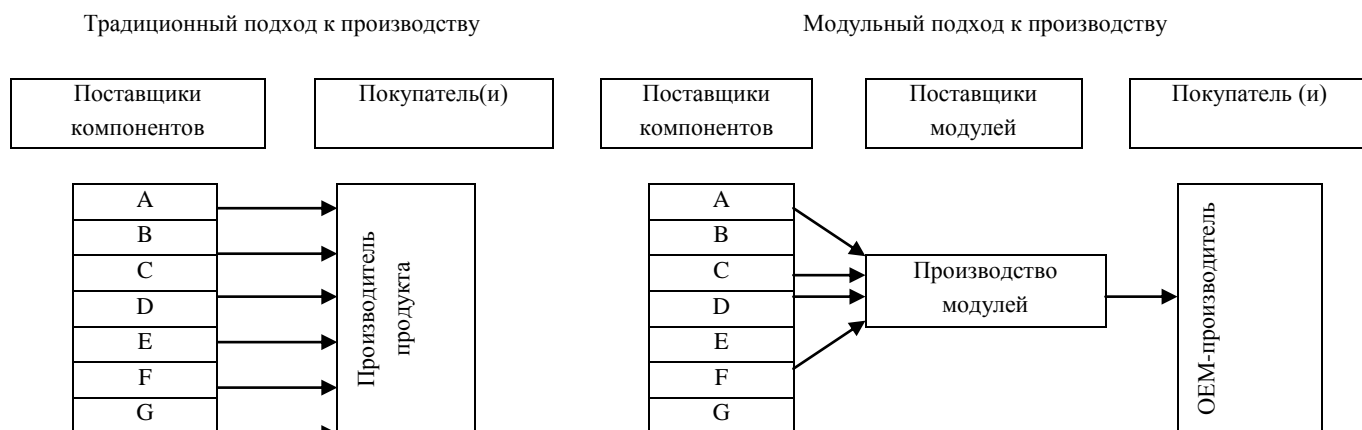 Традиционный подход к производству
Модульный подход к производству
Поставщики
компонентов
Покупатель(и)
Поставщики
компонентов
Поставщики
модулей
Покупатель (и)
A
B
C
D
E
F
G
Производитель
продукта
A
B
C
D
E
F
G
Производство
модулей
OEM-производитель